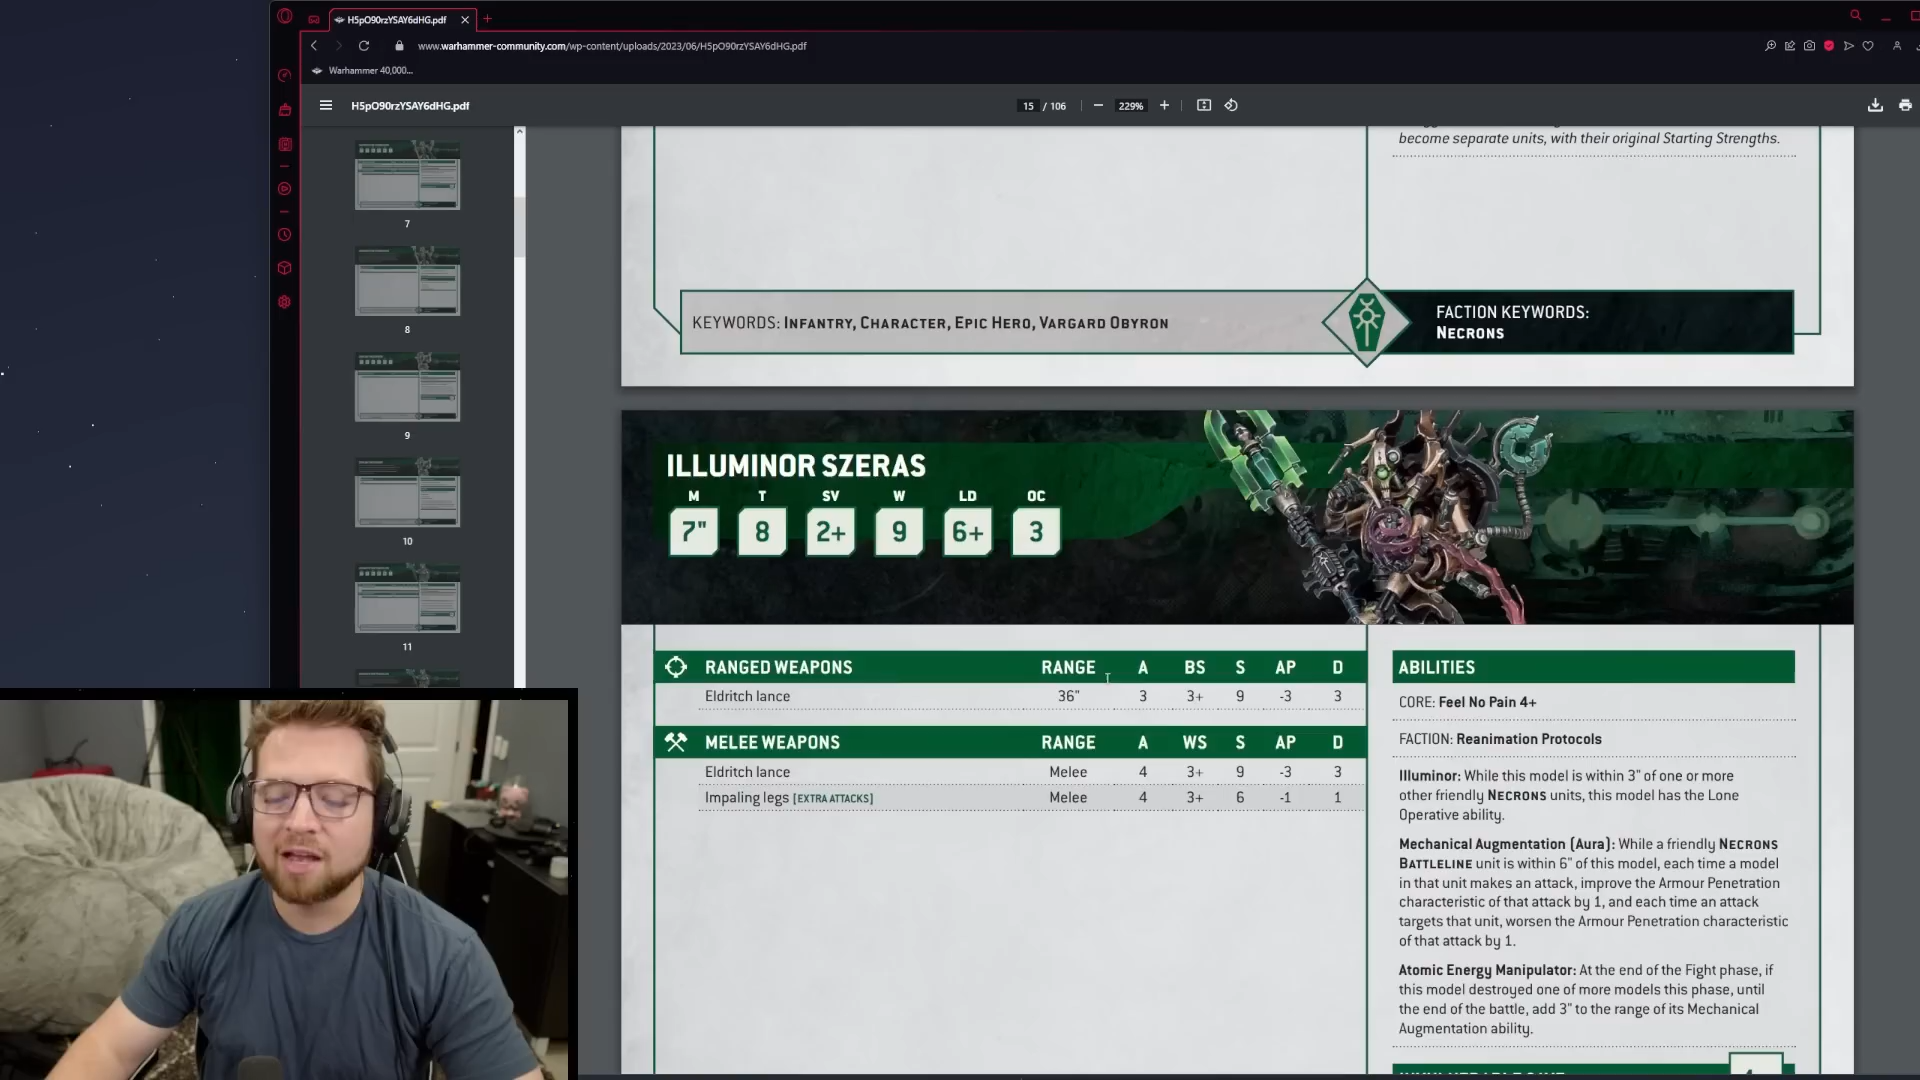 H5pO90rzYSAY6dHG.pdf
www.warhammer-community.com/wp-content/uploads/2023/06/H5pO90rzYSAY6dHG.pdf
Warhammer 40,000...
H5pO90rzYSAY6dHG.pdf
15 / 106
229%
7
8
9
10
11
become separate units, with their original Starting Strengths.
KEYWORDS: INFANTRY, CHARACTER, EPIC HERO, VARGARD OBYRON
FACTION KEYWORDS:
NECRONS
ILLUMINOR SZERAS
M T SV W LD OC
7" 8 2+ 9 6+ 3
RANGED WEAPONS RANGE A BS S AP D
Eldritch lance 36" 3 3+ 9 -3 3
MELEE WEAPONS RANGE A WS S AP D
Eldritch lance Melee 4 3+ 9 -3 3
Impaling legs [EXTRA ATTACKS] Melee 4 3+ 6 -1 1
ABILITIES
CORE: Feel No Pain 4+
FACTION: Reanimation Protocols
Illuminor: While this model is within 3" of one or more
other friendly NECRONS units, this model has the Lone
Operative ability.
Mechanical Augmentation (Aura): While a friendly NECRONS
BATTLELINE unit is within 6" of this model, each time a model
in that unit makes an attack, improve the Armour Penetration
characteristic of that attack by 1, and each time an attack
targets that unit, worsen the Armour Penetration characteristic
of that attack by 1.
Atomic Energy Manipulator: At the end of the Fight phase, if
this model destroyed one of more models this phase, until
the end of the battle, add 3" to the range of its Mechanical
Augmentation ability.